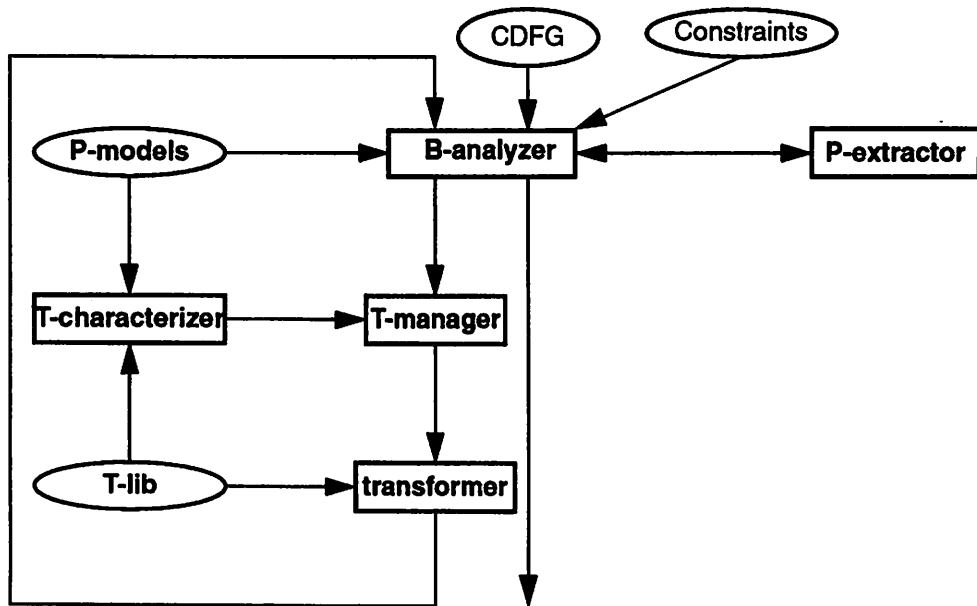 CDFG
Constraints
P-models
B-analyzer
P-extractor
T-characterizer
T-manager
T-lib
transformer